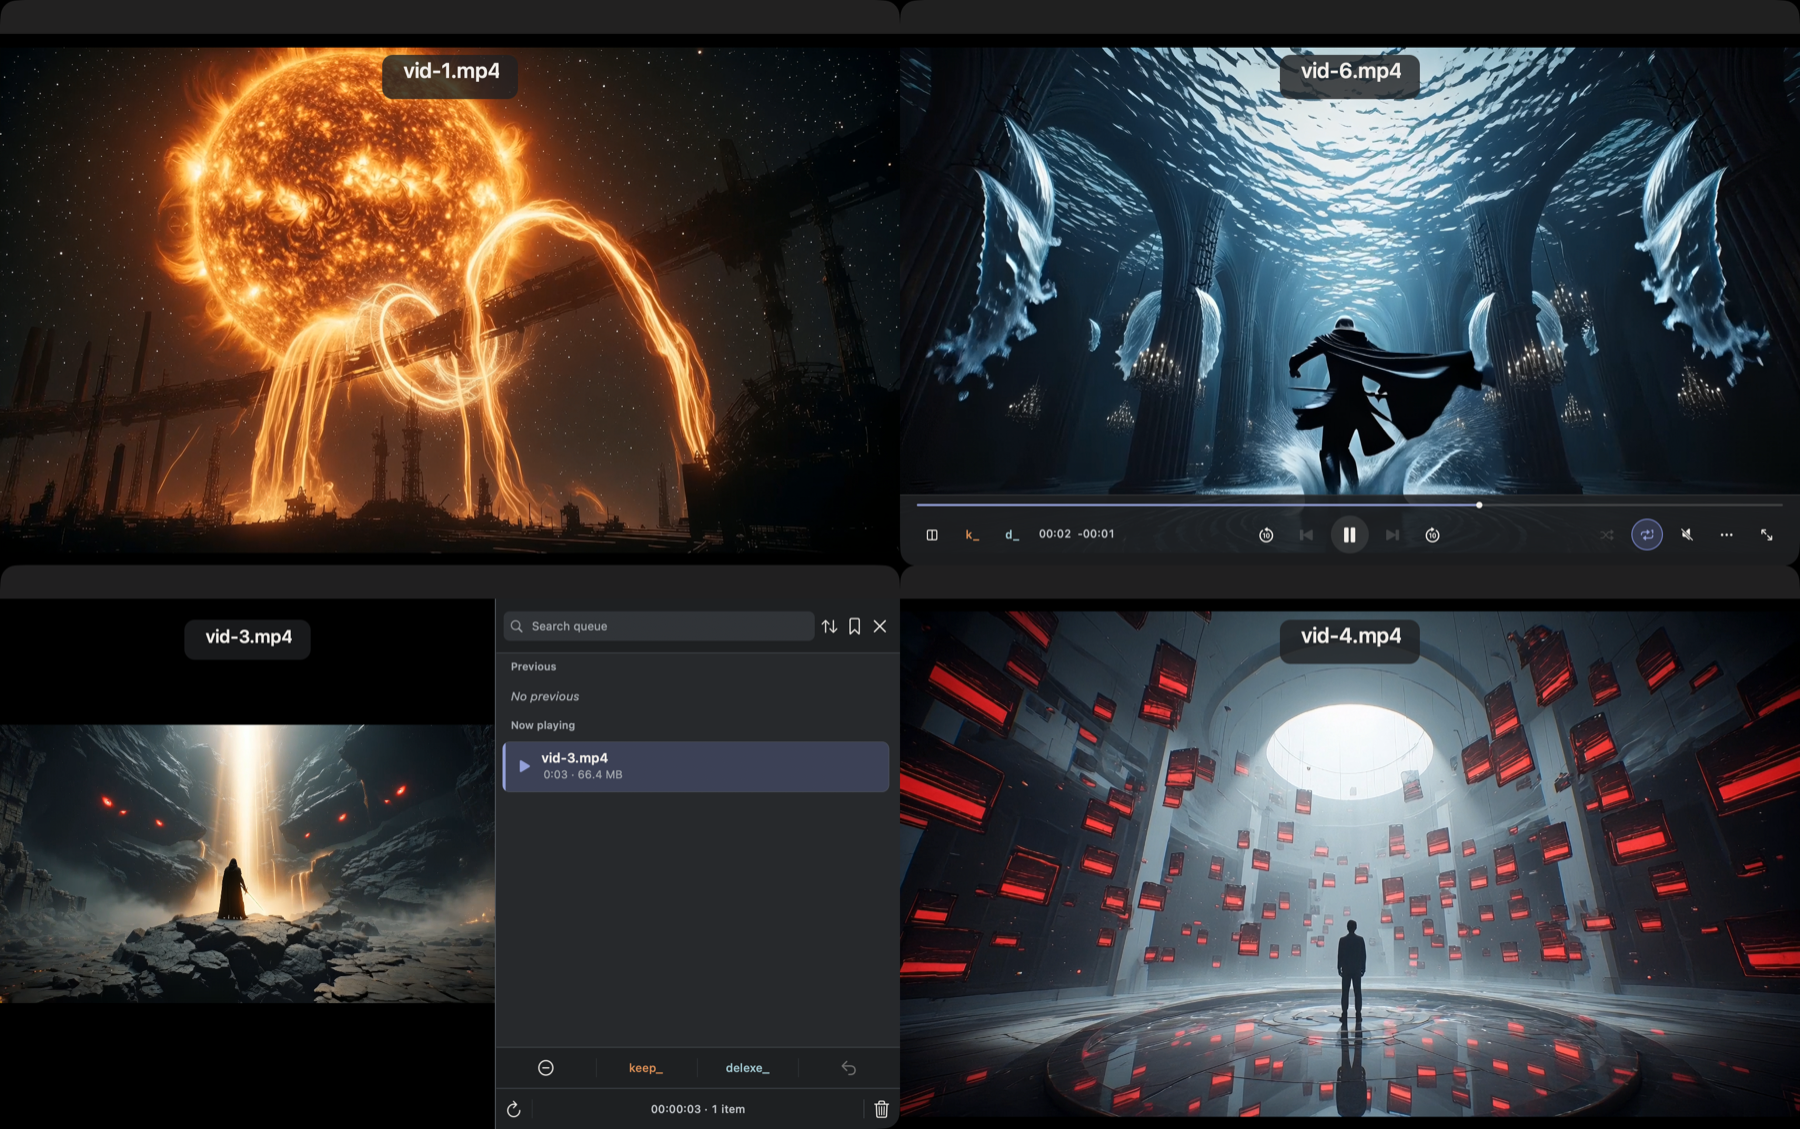 vid-1.mp4
vid-6.mp4
k_ d_ 00:02 -00:01
10 10
vid-3.mp4
Search queue
Previous
No previous
Now playing
vid-3.mp4
0:03 · 66.4 MB
keep_ delexe_
00:00:03 · 1 item
vid-4.mp4